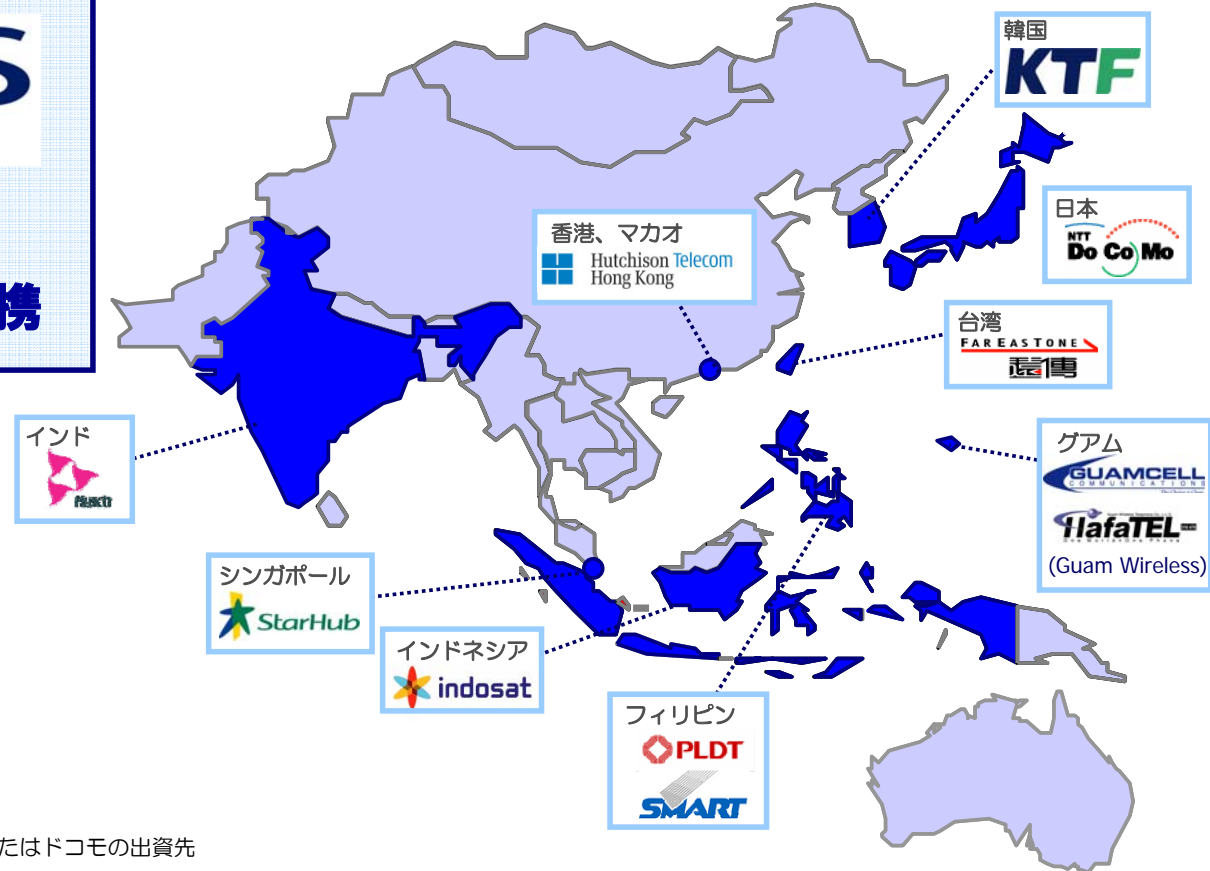 S
携
韓国
KTF
日本
NTT
DoCoMo
香港、マカオ
Hutchison Telecom
Hong Kong
台湾
FAREASTONE
遠傳
インド
グアム
GUAMCELL
COMMUNICATIONS
HafaTEL
(Guam Wireless)
シンガポール
StarHub
インドネシア
indosat
フィリピン
PLDT
SMART
たはドコモの出資先